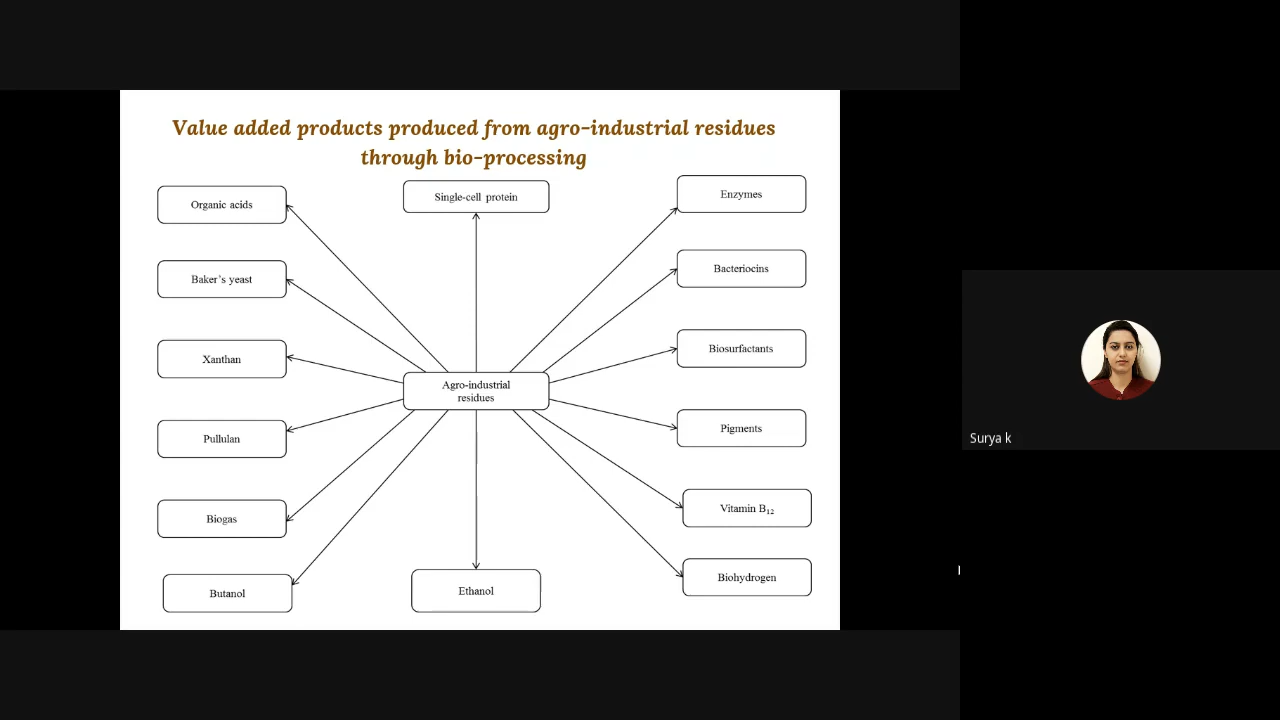 Value added products produced from agro-industrial residues
through bio-processing
Organic acids
Single-cell protein
Enzymes
Baker's yeast
Bacteriocins
Xanthan
Biosurfactants
Agro-industrial
residues
Pullulan
Pigments
Biogas
Vitamin B₁₂
Butanol
Ethanol
Biohydrogen
Surya k